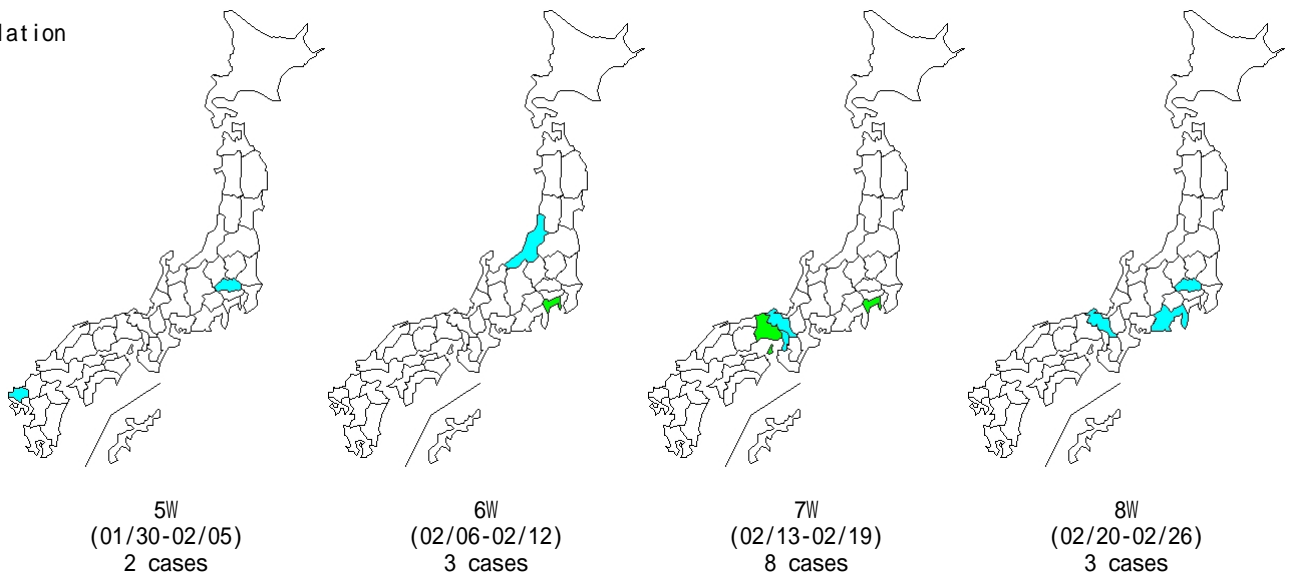 lation
5W
(01/30-02/05)
2 cases
6W
(02/06-02/12)
3 cases
7W
(02/13-02/19)
8 cases
8W
(02/20-02/26)
3 cases